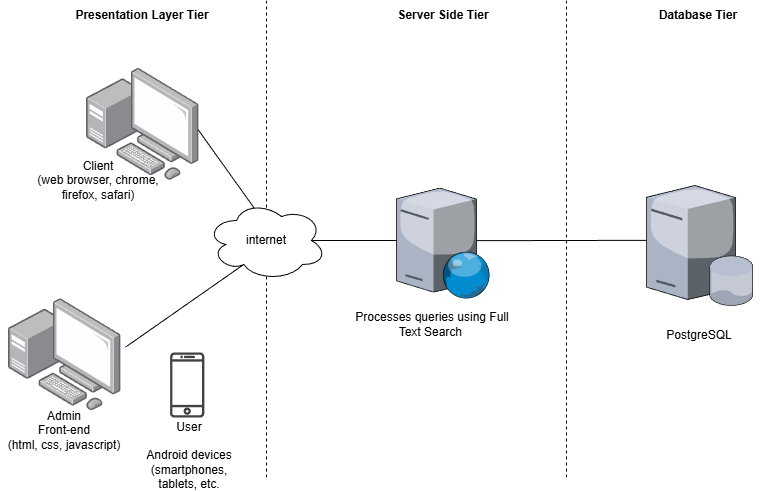 Presentation Layer Tier
Server Side Tier
Database Tier
Client
(web browser, chrome,
firefox, safari)
internet
Processes queries using Full
Text Search
PostgreSQL
Admin
Front-end
(html, css, javascript)
User
Android devices
(smartphones,
tablets, etc.